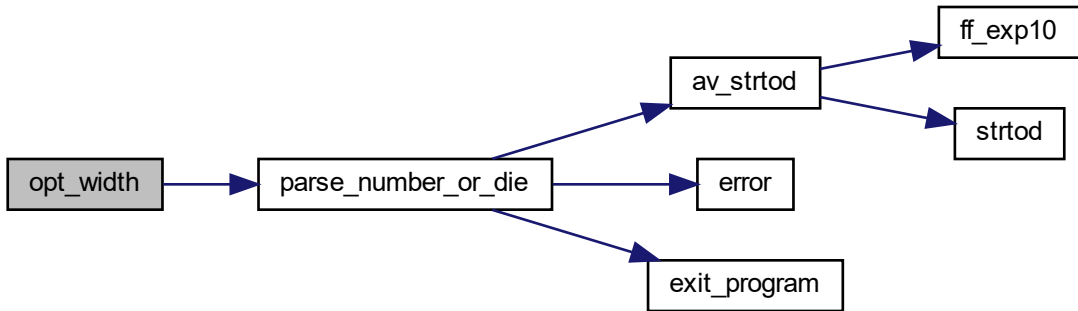 ff_exp10
av_strtod
strtod
opt_width
parse_number_or_die
error
exit_program